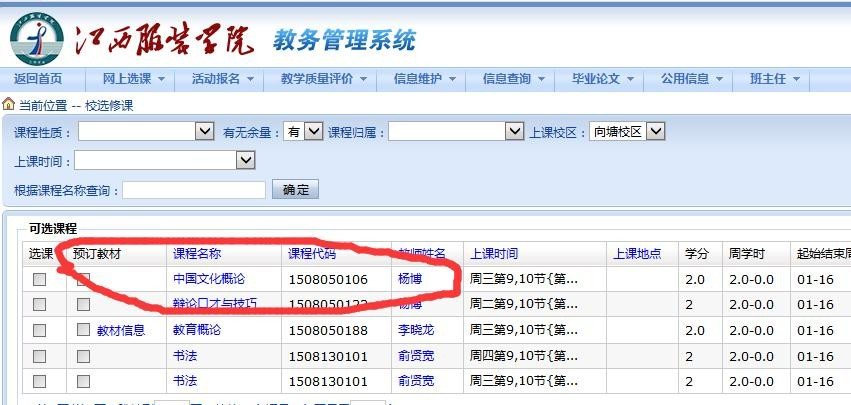 江西服装学院 教务管理系统
返回首页 网上选课 活动报名 教学质量评价 信息维护 信息查询 毕业论文 公用信息 班主任
当前位置 -- 校选修课
课程性质： 有无余量： 有 课程归属： 上课校区： 向塘校区
上课时间：
根据课程名称查询： 确 定
可选课程
选课 预订教材 课程名称 课程代码 教师姓名 上课时间 上课地点 学分 周学时 起始结束周
中国文化概论 1508050106 杨博 周三第9,10节{第... 2.0 2.0-0.0 01-16
辩论口才与技巧 1508050122 杨博 周二第9,10节{第... 2 2.0-0.0 01-16
教材信息 教育概论 1508050188 李晓龙 周三第9,10节{第... 2.0 2.0-0.0 01-16
书法 1508130101 俞贤宽 周四第9,10节{第... 2 2.0-0.0 01-16
书法 1508131101 俞贤宽 周三第9,10节{第... 2 2.0-0.0 01-16